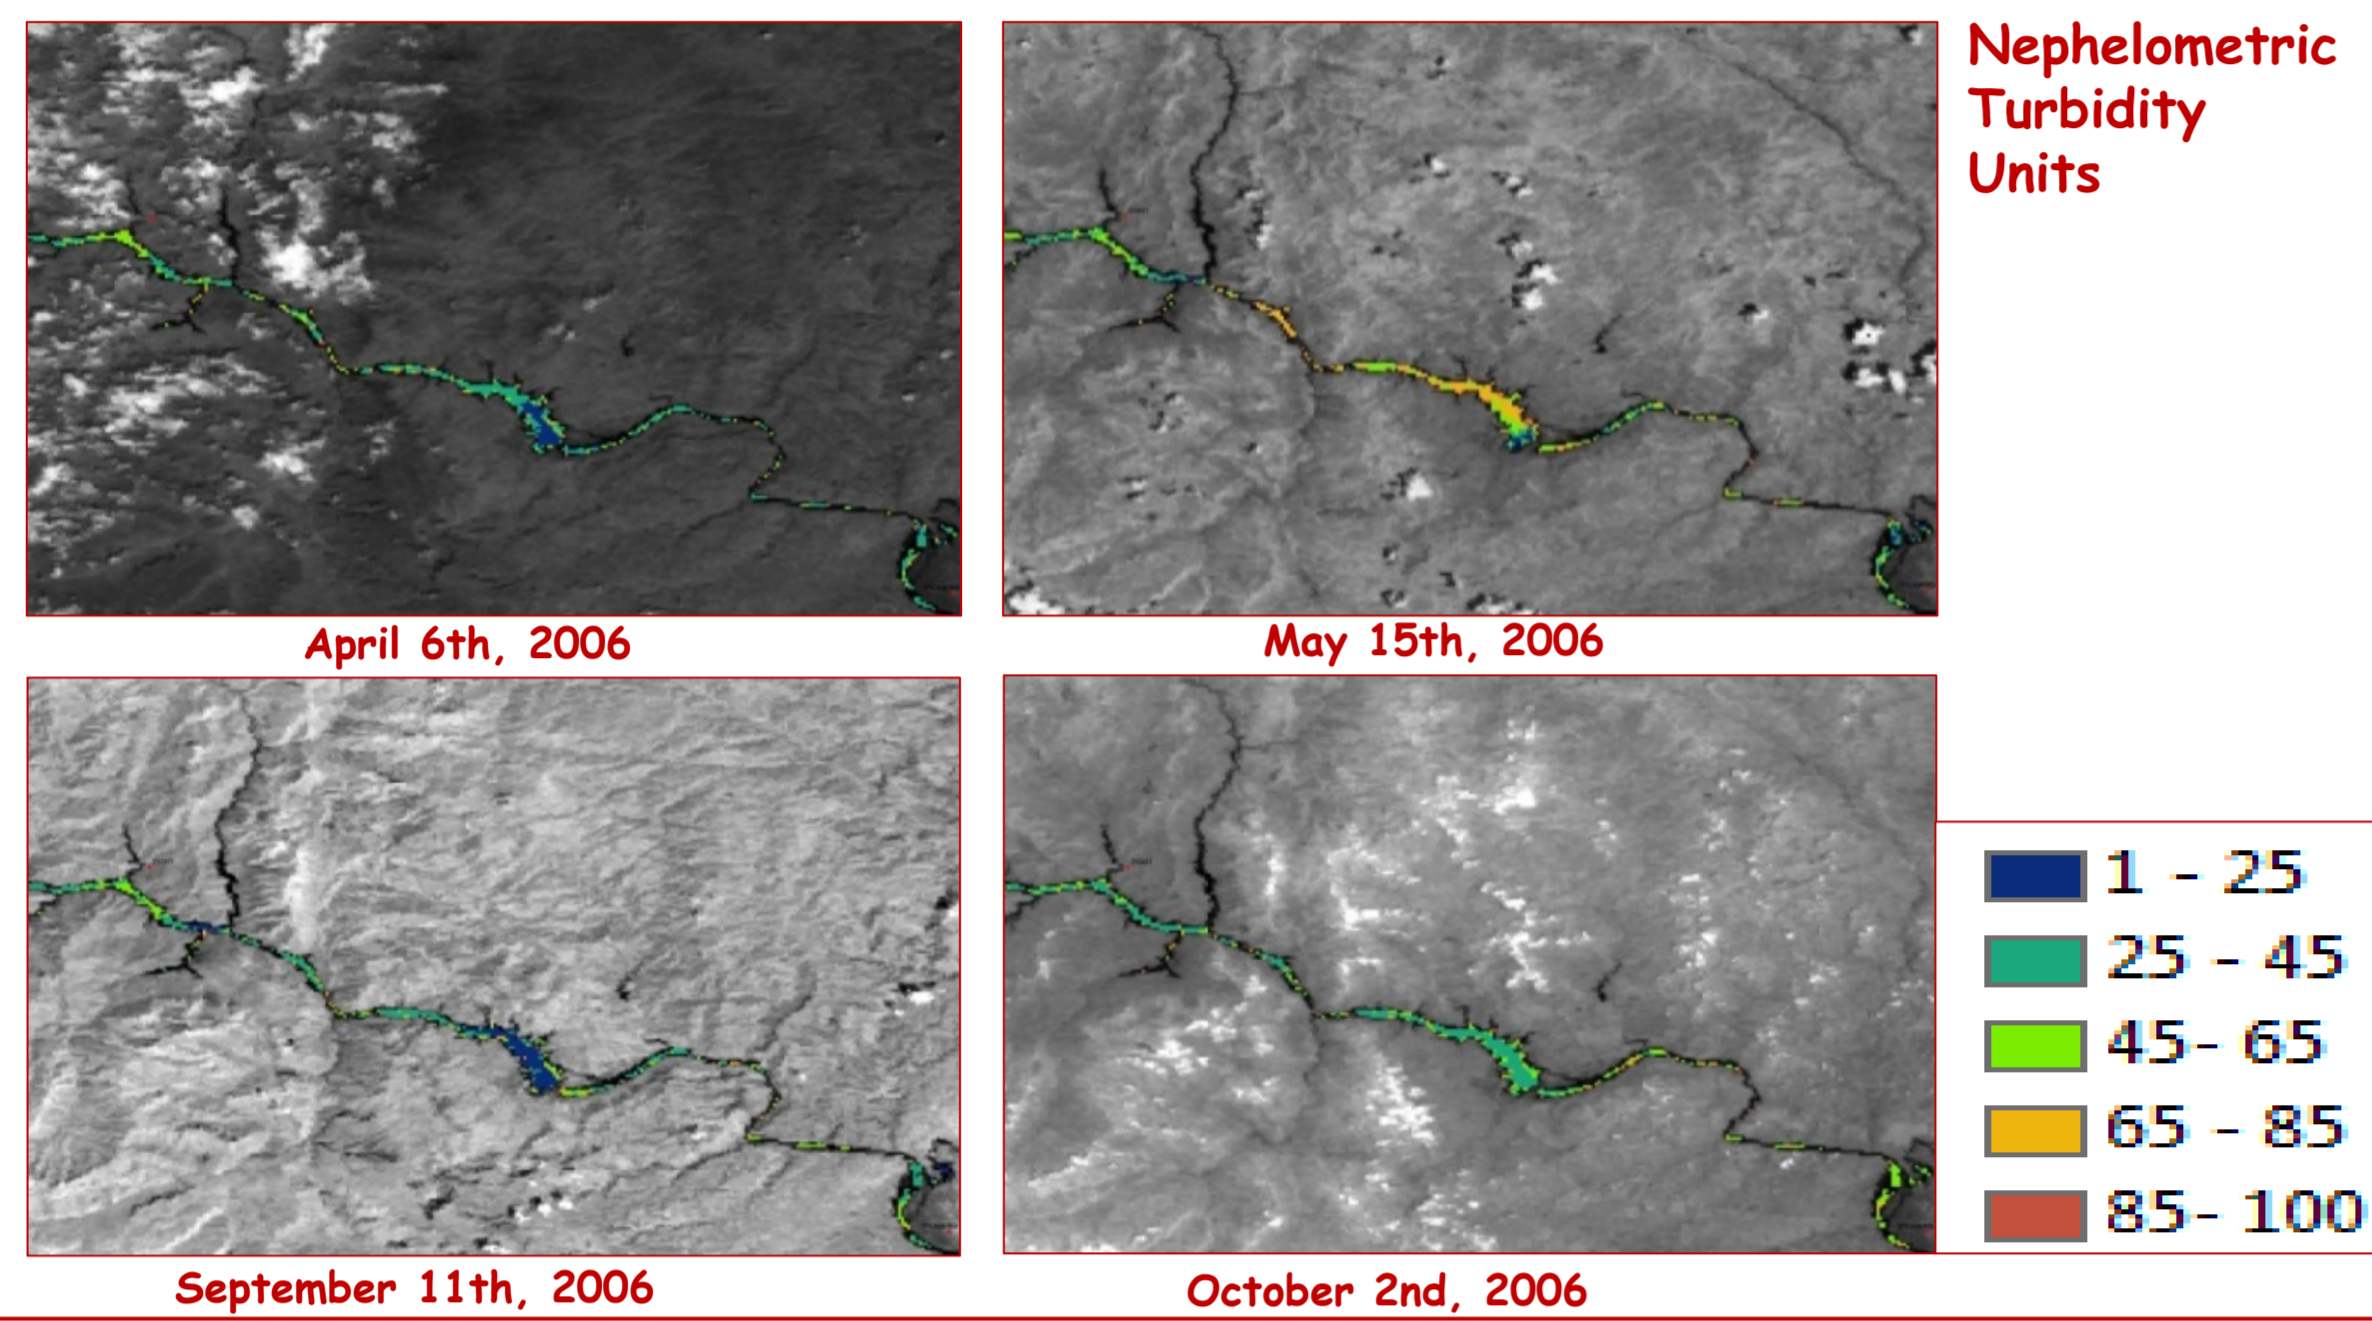 Nephelometric
Turbidity
Units
April 6th, 2006
May 15th, 2006
September 11th, 2006
October 2nd, 2006
1 - 25
25 - 45
45- 65
65 - 85
85- 100